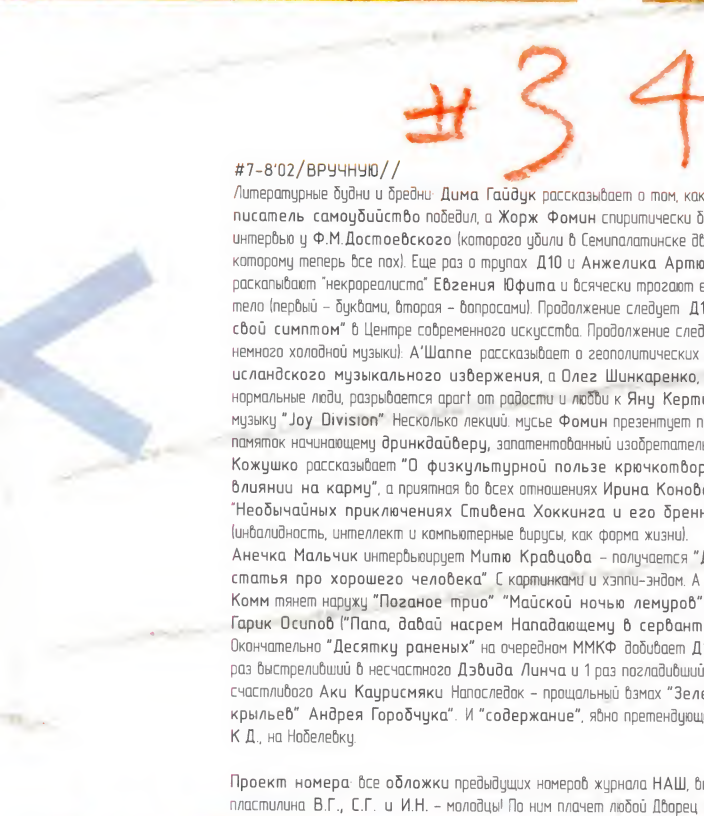 #34
#7-8'02/ВРУЧНУЮ//
Литературные будни и бредни: Дима Гайдук рассказывает о том, как
писатель самоубийство победил, а Жорж Фомин спиритически б
интервью у Ф.М.Достоевского (которого убили в Семипалатинске дв
которому теперь все пох). Еще раз о трупах Д10 и Анжелика Артю
раскапывают "некрореалиста" Евгения Юфита и всячески трогают е
тело (первый – буквами, вторая – вопросами). Продолжение следует Д1
свой симптом" в Центре современного искусства. Продолжение след
немного холодной музыки): А'Шаппе рассказывает о геополитических
исландского музыкального извержения, а Олег Шинкаренко,
нормальные люди, разрывается apart от радости и любви к Яну Керти
музыку "Joy Division" Несколько лекций. мусье Фомин презентует п
памяток начинающему дринкдайверу, запатентованный изобретатель
Кожушко рассказывает "О физкультурной пользе крючкотвор
влиянии на карму", а приятная во всех отношениях Ирина Коново
"Необычайных приключениях Стивена Хоккинга и его бренн
(инвалидность, интеллект и компьютерные вирусы, как форма жизни).
Анечка Мальчик интервьюирует Митю Кравцова – получается "Д
статья про хорошего человека" С картинками и хэппи-эндом. А
Комм тянет наружу "Поганое трио" "Майской ночью лемуров"
Гарик Осипов ("Папа, давай насрем Нападающему в сервант
Окончательно "Десятку раненых" на очередном ММКФ добивает Д
раз выстреливший в несчастного Дэвида Линча и 1 раз погладивший
счастливого Аки Каурисмяки Напоследок – прощальный взмах "Зеле
крыльев" Андрея Горобчука". И "содержание", явно претендующ
К Д., на Нобелевку.
Проект номера: все обложки предыдущих номеров журнала НАШ, в
пластилина В.Г., С.Г. и И.Н. – молодцы! По ним плачет любой Дворец